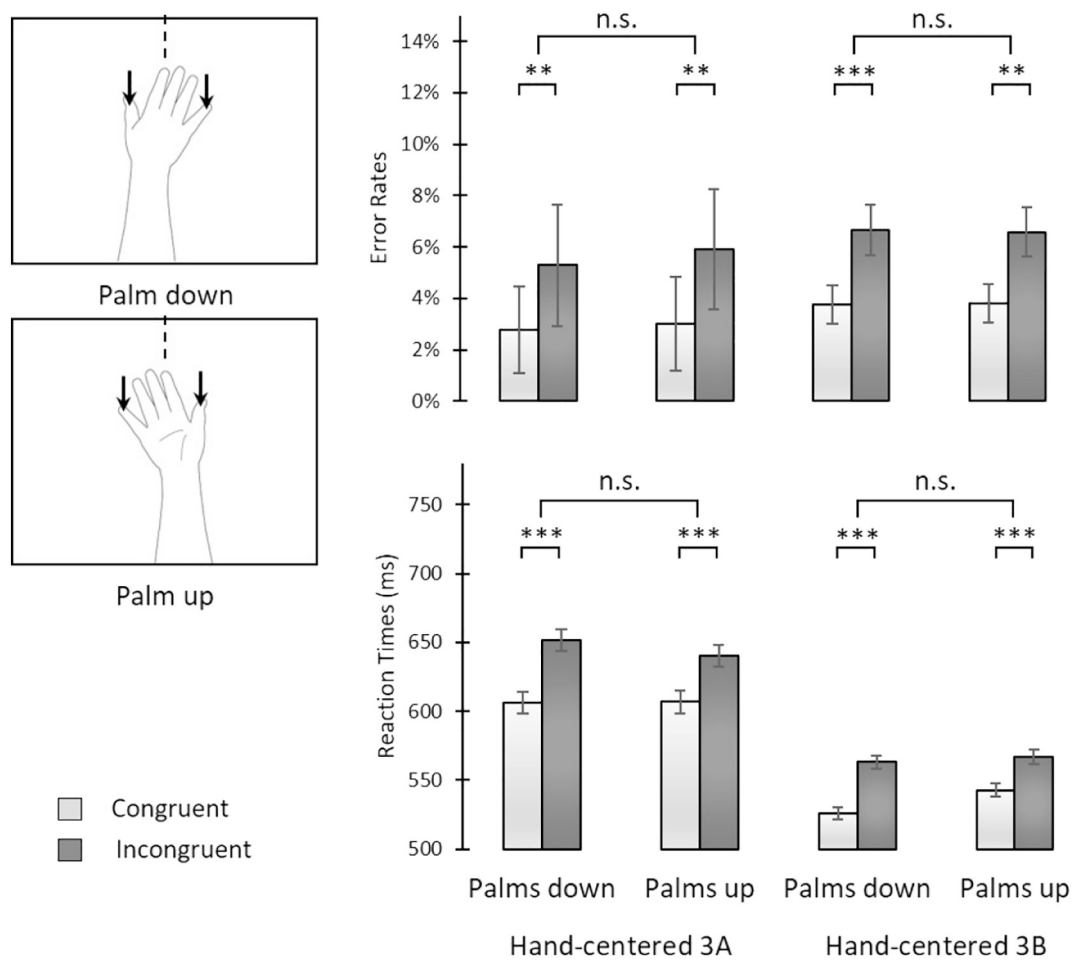 Palm down
Palm up
Congruent
Incongruent
Error Rates
14%
12%
10%
8%
6%
4%
2%
0%
n.s.
n.s.
** ** *** **
Reaction Times (ms)
750
700
650
600
550
500
n.s.
n.s.
*** *** *** ***
Palms down Palms up Palms down Palms up
Hand-centered 3A Hand-centered 3B